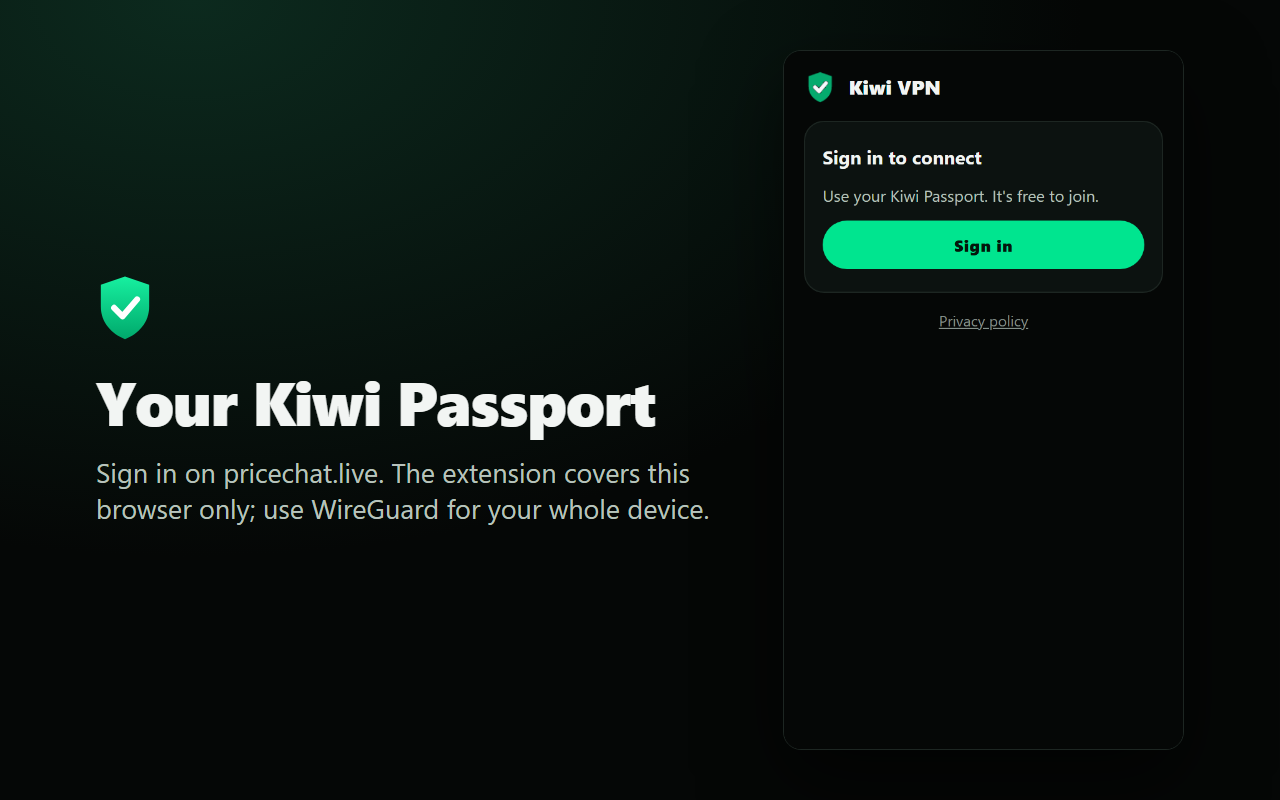 Your Kiwi Passport
Sign in on pricechat.live. The extension covers this
browser only; use WireGuard for your whole device.
Kiwi VPN
Sign in to connect
Use your Kiwi Passport. It's free to join.
Sign in
Privacy policy